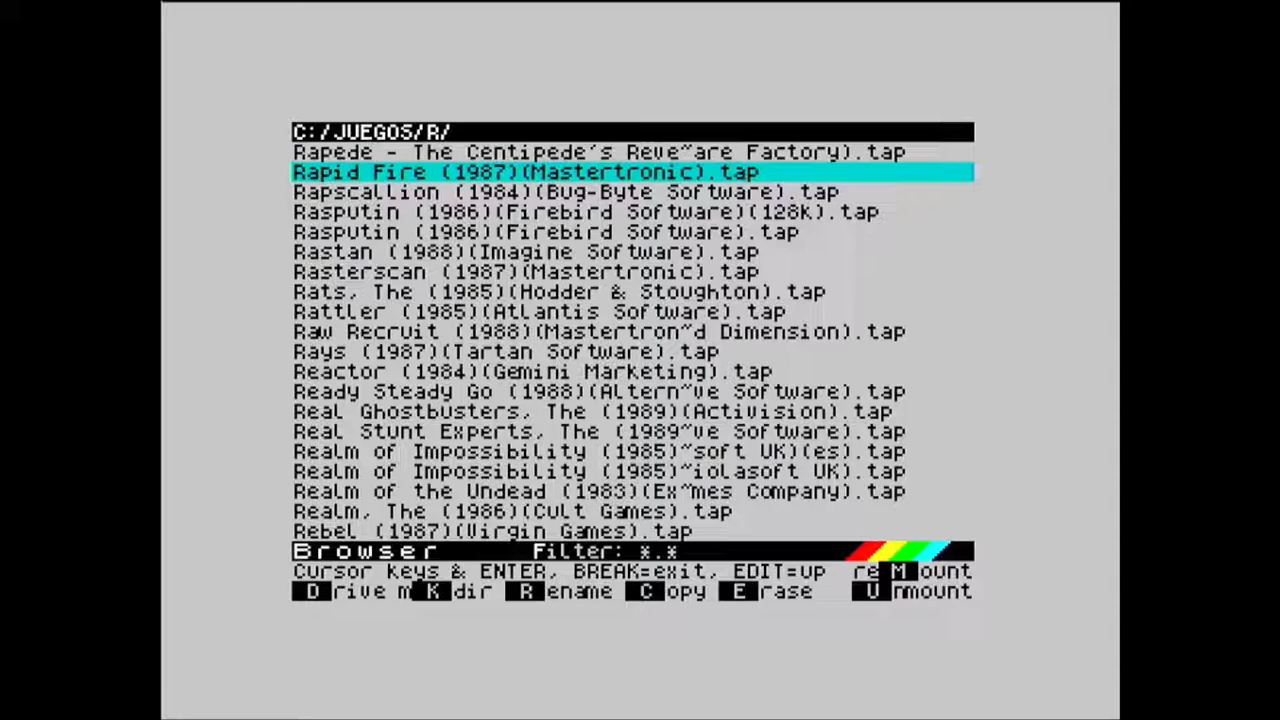 C:/JUEGOS/R/
Rapede - The Centipede's Reve~are Factory).tap
Rapid Fire (1987)(Mastertronic).tap
Rapscallion (1984)(Bug-Byte Software).tap
Rasputin (1986)(Firebird Software)(128k).tap
Rasputin (1986)(Firebird Software).tap
Rastan (1988)(Imagine Software).tap
Rasterscan (1987)(Mastertronic).tap
Rats, The (1985)(Hodder & Stoughton).tap
Rattler (1985)(Atlantis Software).tap
Raw Recruit (1988)(Mastertron~d Dimension).tap
Rays (1987)(Tartan Software).tap
Reactor (1984)(Gemini Marketing).tap
Ready Steady Go (1988)(Altern~ve Software).tap
Real Ghostbusters, The (1989)(Activision).tap
Real Stunt Experts, The (1989~ve Software).tap
Realm of Impossibility (1985)~soft UK)(es).tap
Realm of Impossibility (1985)~iolasoft UK).tap
Realm of the Undead (1983)(Ex~mes Company).tap
Realm, The (1986)(Cult Games).tap
Rebel (1987)(Virgin Games).tap
Browser Filter: *.*
Cursor keys & ENTER, BREAK=exit, EDIT=up reMount
Drive mKdir Rename Copy Erase Unmount